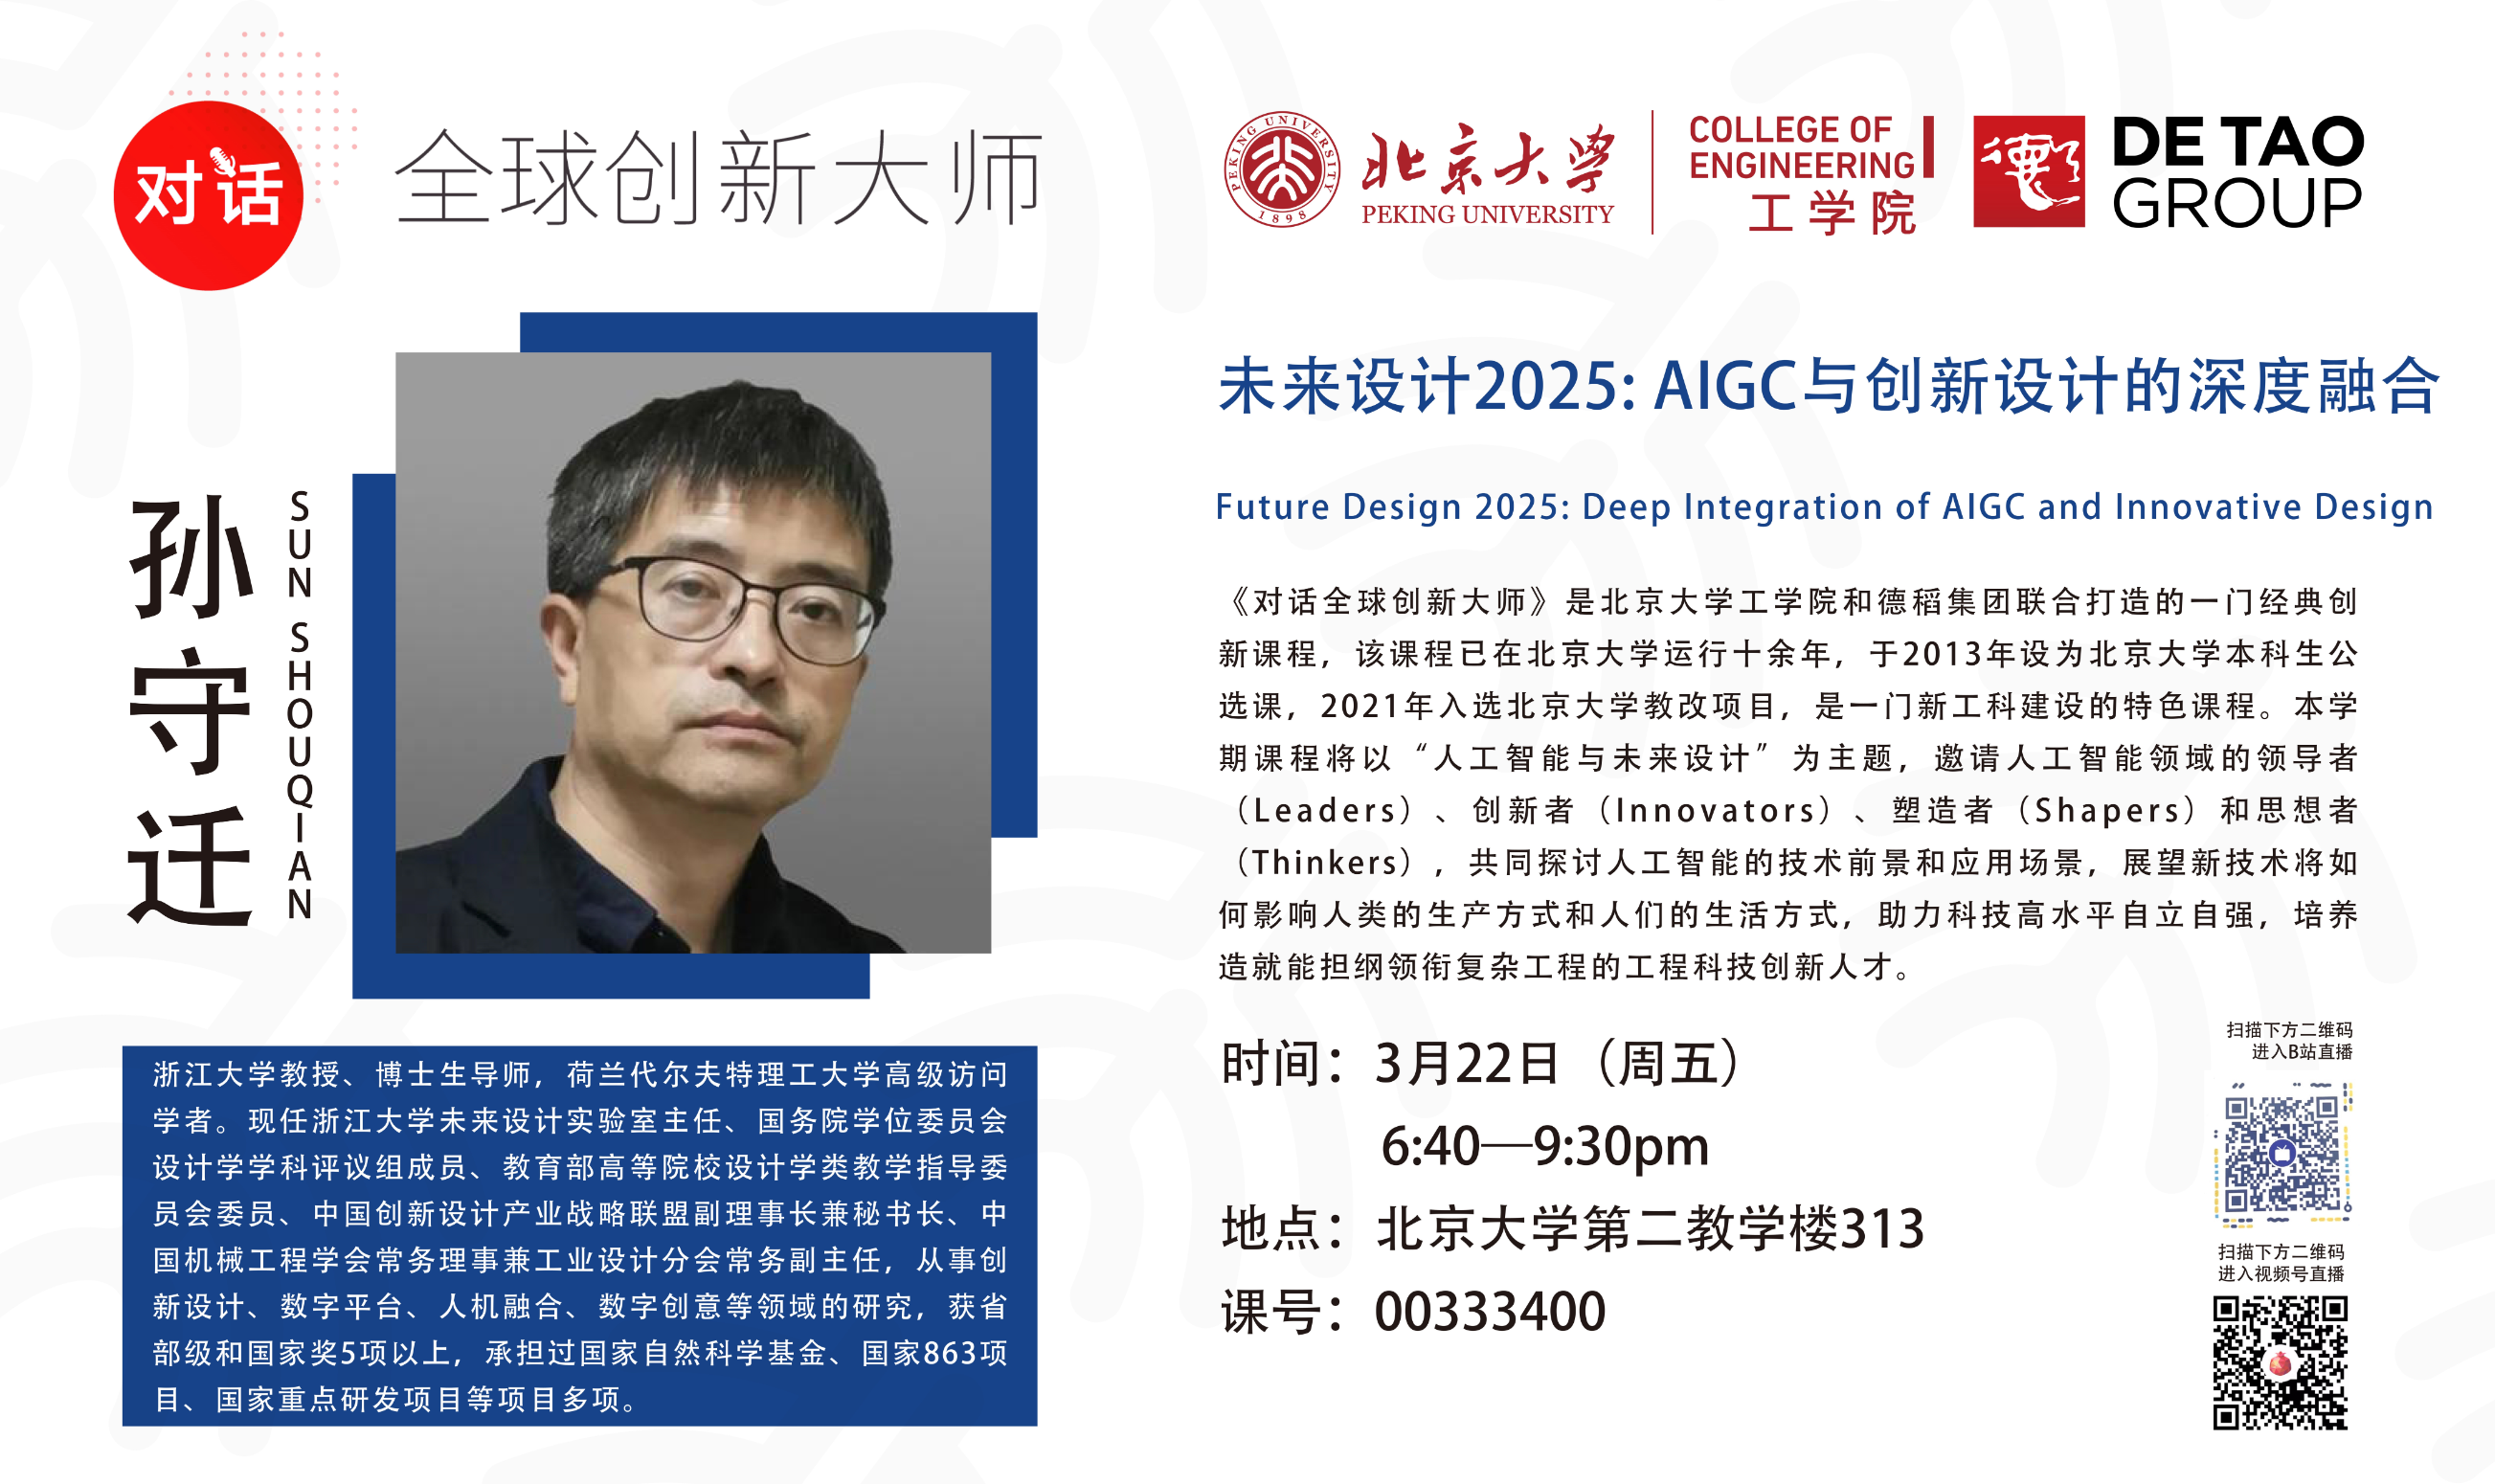 对话
全球创新大师
PEKING UNIVERSITY
1898
北京大学
PEKING UNIVERSITY
COLLEGE OF
ENGINEERING
工学院
德
DE TAO
GROUP
孙守迁
SUN SHOUQIAN
浙江大学教授、博士生导师，荷兰代尔夫特理工大学高级访问
学者。现任浙江大学未来设计实验室主任、国务院学位委员会
设计学学科评议组成员、教育部高等院校设计学类教学指导委
员会委员、中国创新设计产业战略联盟副理事长兼秘书长、中
国机械工程学会常务理事兼工业设计分会常务副主任，从事创
新设计、数字平台、人机融合、数字创意等领域的研究，获省
部级和国家奖5项以上，承担过国家自然科学基金、国家863项
目、国家重点研发项目等项目多项。
未来设计2025: AIGC与创新设计的深度融合
Future Design 2025: Deep Integration of AIGC and Innovative Design
《对话全球创新大师》是北京大学工学院和德稻集团联合打造的一门经典创
新课程，该课程已在北京大学运行十余年，于2013年设为北京大学本科生公
选课，2021年入选北京大学教改项目，是一门新工科建设的特色课程。本学
期课程将以“人工智能与未来设计”为主题，邀请人工智能领域的领导者
（Leaders）、创新者（Innovators）、塑造者（Shapers）和思想者
（Thinkers），共同探讨人工智能的技术前景和应用场景，展望新技术将如
何影响人类的生产方式和人们的生活方式，助力科技高水平自立自强，培养
造就能担纲领衔复杂工程的工程科技创新人才。
时间：3月22日（周五）
6:40—9:30pm
地点：北京大学第二教学楼313
课号：00333400
扫描下方二维码
进入B站直播
扫描下方二维码
进入视频号直播